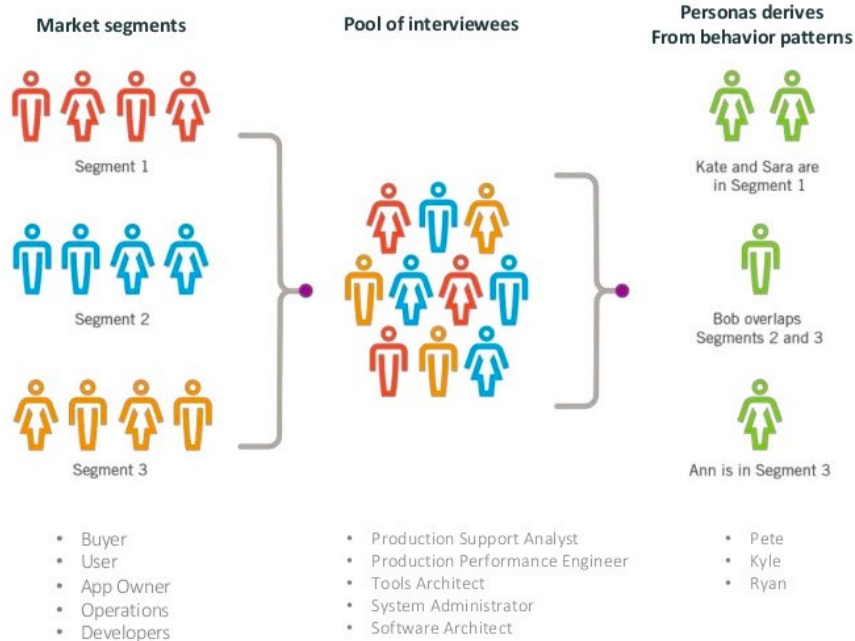 Market segments
Pool of interviewees
Personas derives
From behavior patterns
Segment 1
Segment 2
Segment 3
Kate and Sara are
in Segment 1
Bob overlaps
Segments 2 and 3
Ann is in Segment 3
• Buyer
• User
• App Owner
• Operations
• Developers
• Production Support Analyst
• Production Performance Engineer
• Tools Architect
• System Administrator
• Software Architect
• Pete
• Kyle
• Ryan